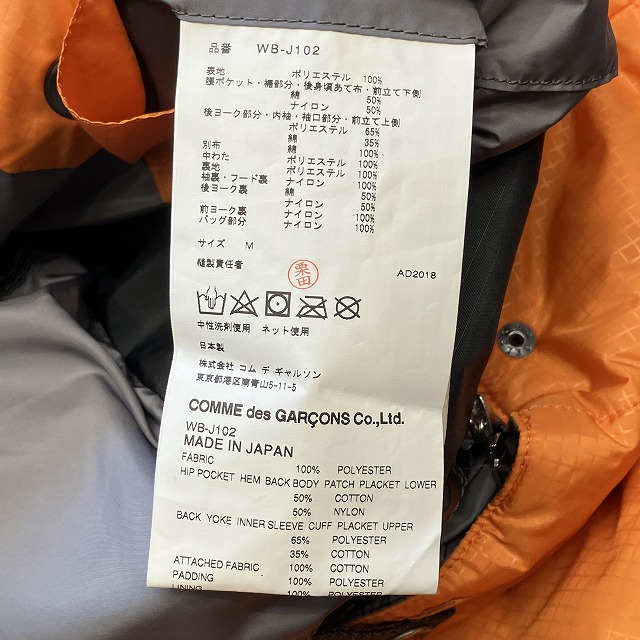 品番 WB-J102
表地 ポリエステル 100%
腰ポケット・裾部分・後身頃あて布・前立て下側
綿 50%
ナイロン 50%
後ヨーク部分・内袖・袖口部分・前立て上側
ポリエステル 65%
綿 35%
別布 綿 100%
中わた ポリエステル 100%
裏地 ポリエステル 100%
袖裏・フード裏 ナイロン 100%
後ヨーク裏 綿 50%
ナイロン 50%
前ヨーク裏 ナイロン 100%
バッグ部分 ナイロン 100%
サイズ M
縫製責任者 栗田 AD2018
中性洗剤使用 ネット使用
日本製
株式会社 コム デ ギャルソン
東京都港区南青山5-11-5
COMME des GARÇONS Co.,Ltd.
WB-J102
MADE IN JAPAN
FABRIC
100% POLYESTER
HIP POCKET HEM BACK BODY PATCH PLACKET LOWER
50% COTTON
50% NYLON
BACK YOKE INNER SLEEVE CUFF PLACKET UPPER
65% POLYESTER
35% COTTON
ATTACHED FABRIC 100% COTTON
PADDING 100% POLYESTER
LINING 100% POLYESTER